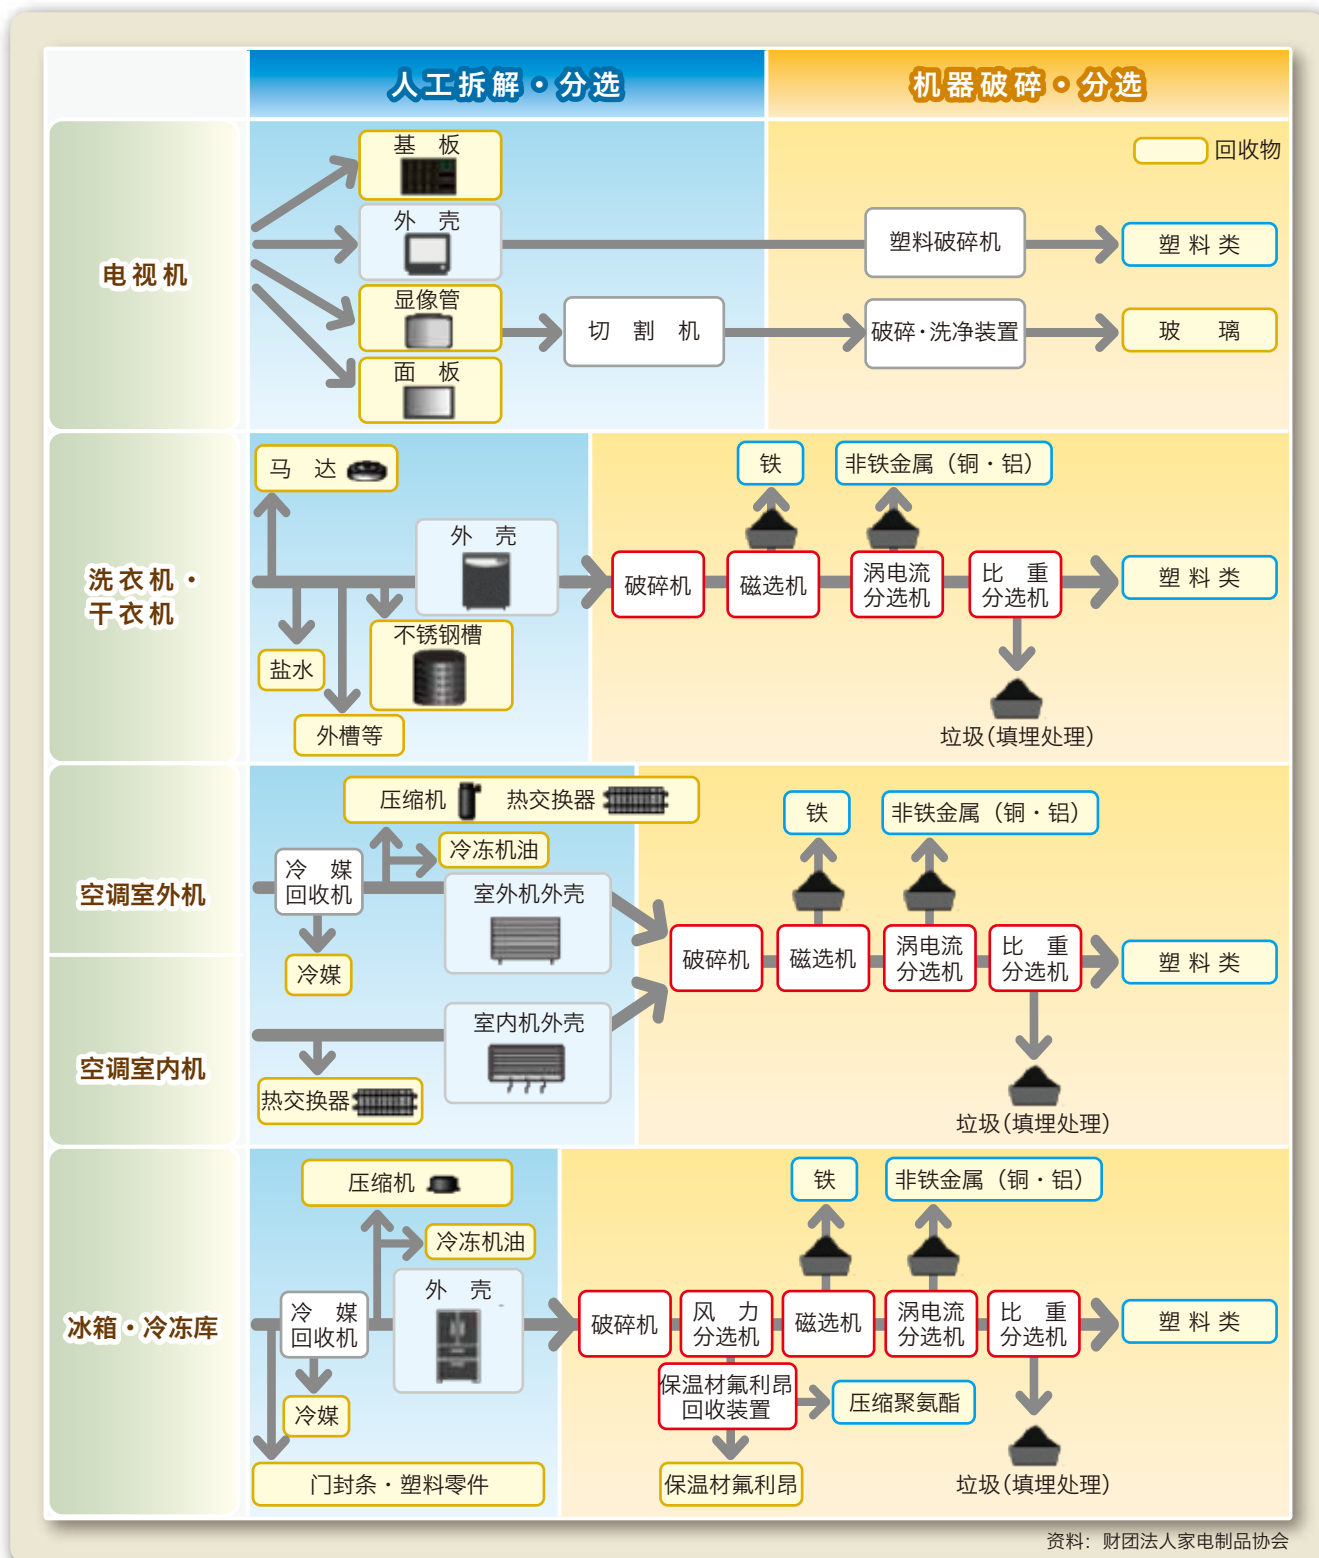 人工拆解·分选
机器破碎·分选
回收物
电视机
基 板
外 壳
显像管
面 板
切 割 机
塑料破碎机
破碎·洗净装置
塑料类
玻 璃
洗衣机·
干衣机
马 达
盐水
外槽等
不锈钢槽
外 壳
破碎机
磁选机
涡电流
分选机
比 重
分选机
铁
非铁金属（铜·铝）
塑料类
垃圾(填埋处理)
空调室外机
冷 媒
回收机
冷媒
压缩机
热交换器
冷冻机油
室外机外壳
空调室内机
热交换器
室内机外壳
破碎机
磁选机
涡电流
分选机
比 重
分选机
铁
非铁金属（铜·铝）
塑料类
垃圾(填埋处理)
冰箱·冷冻库
冷 媒
回收机
冷媒
压缩机
冷冻机油
外 壳
门封条·塑料零件
破碎机
风 力
分选机
磁选机
涡电流
分选机
比 重
分选机
铁
非铁金属（铜·铝）
塑料类
保温材氟利昂
回收装置
压缩聚氨酯
保温材氟利昂
垃圾(填埋处理)
资料：财团法人家电制品协会